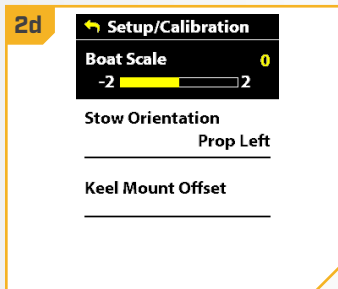 2d
Setup/Calibration
Boat Scale 0
-2 2
Stow Orientation
Prop Left
Keel Mount Offset